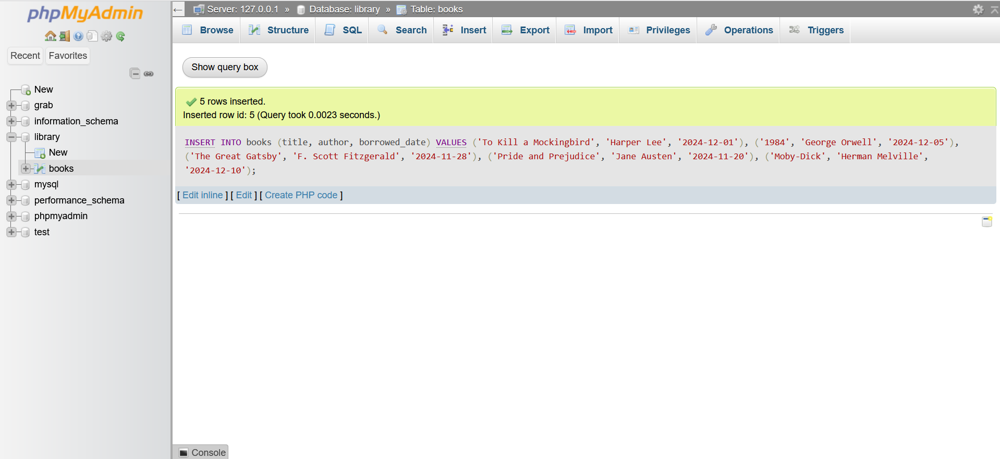 phpMyAdmin
Recent Favorites
New
grab
information_schema
library
New
books
mysql
performance_schema
phpmyadmin
test
Server: 127.0.0.1 » Database: library » Table: books
Browse Structure SQL Search Insert Export Import Privileges Operations Triggers
Show query box
5 rows inserted.
Inserted row id: 5 (Query took 0.0023 seconds.)
INSERT INTO books (title, author, borrowed_date) VALUES ('To Kill a Mockingbird', 'Harper Lee', '2024-12-01'), ('1984', 'George Orwell', '2024-12-05'),
('The Great Gatsby', 'F. Scott Fitzgerald', '2024-11-28'), ('Pride and Prejudice', 'Jane Austen', '2024-11-20'), ('Moby-Dick', 'Herman Melville',
'2024-12-10');
[ Edit inline ] [ Edit ] [ Create PHP code ]
Console